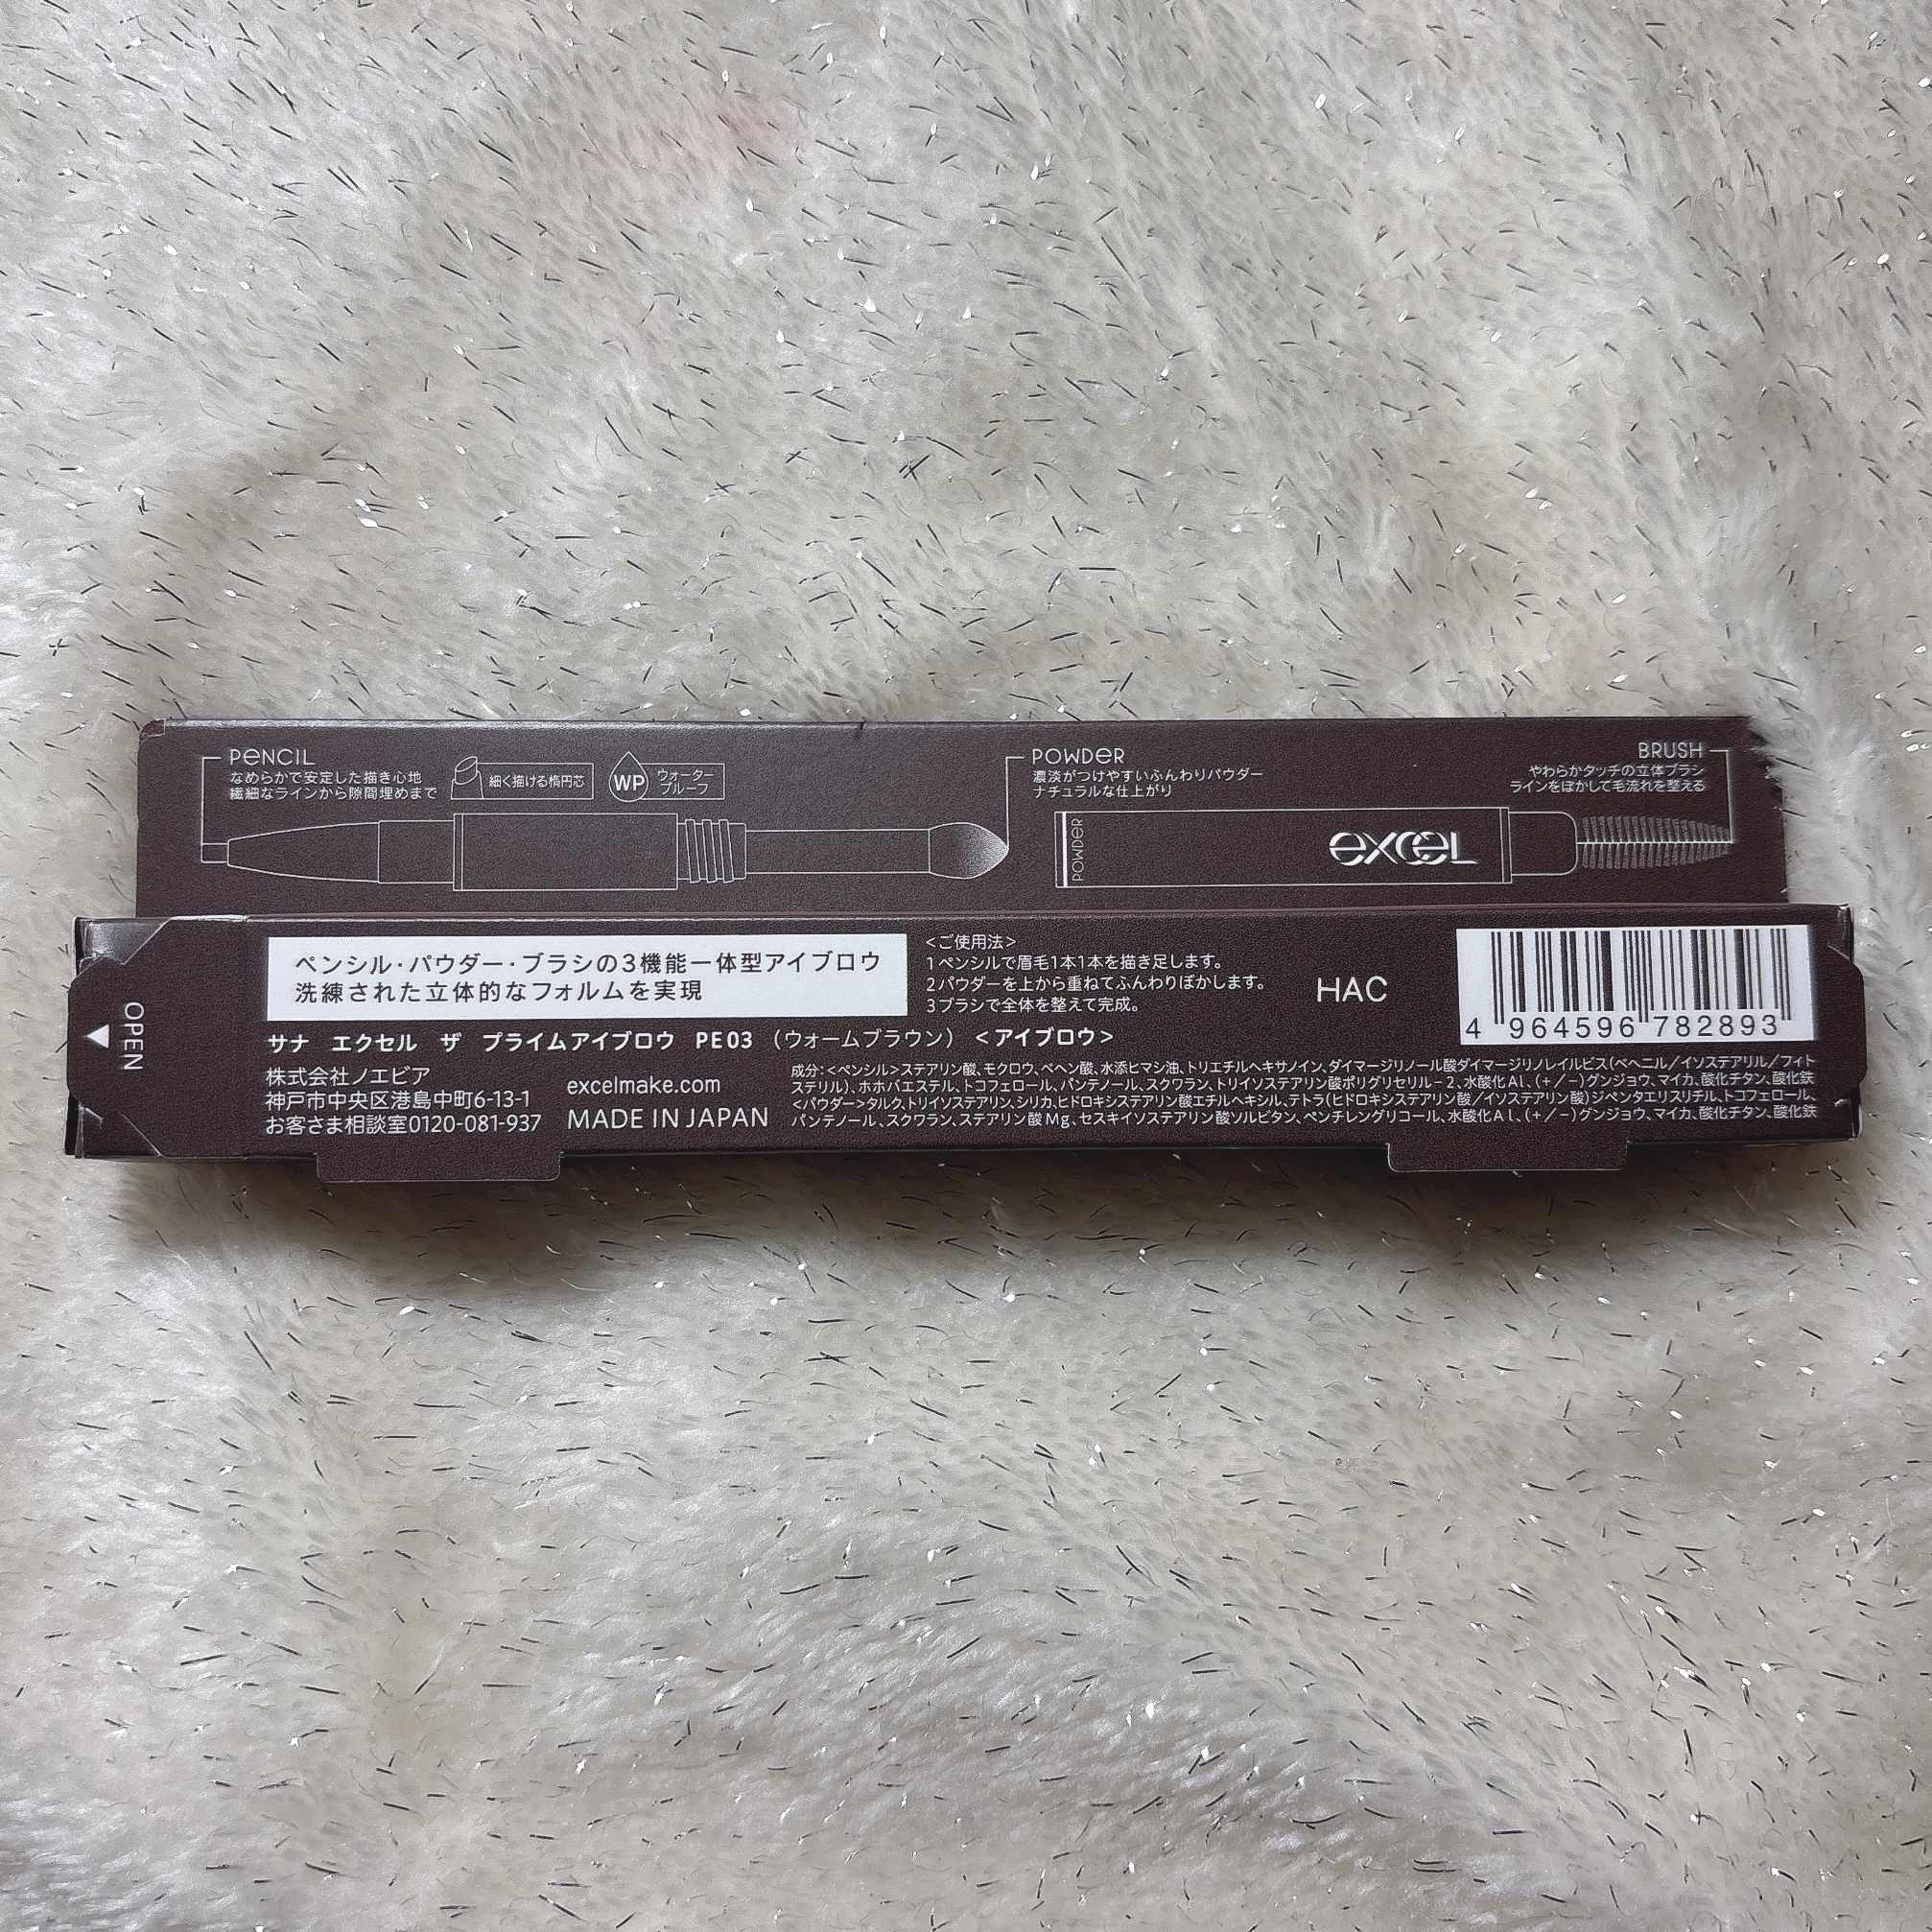 PENCIL
なめらかで安定した描き心地
繊細なラインから隙間埋めまで
細く描ける楕円芯
WP
ウォーター
プルーフ
POWDER
濃淡がつけやすいふんわりパウダー
ナチュラルな仕上がり
BRUSH
やわらかタッチの立体ブラシ
ラインをぼかして毛流れを整える
POWDER
excel
OPEN
ペンシル・パウダー・ブラシの3機能一体型アイブロウ
洗練された立体的なフォルムを実現
<ご使用法>
1ペンシルで眉毛1本1本を描き足します。
2パウダーを上から重ねてふんわりぼかします。
3ブラシで全体を整えて完成。
HAC
4 964596 782893
サナ エクセル ザ プライムアイブロウ PE03 (ウォームブラウン) <アイブロウ>
株式会社ノエビア
神戸市中央区港島中町6-13-1
お客さま相談室0120-081-937
excelmake.com
MADE IN JAPAN
成分:<ペンシル>ステアリン酸、モクロウ、ベヘン酸、水添ヒマシ油、トリエチルヘキサノイン、ダイマージリノール酸ダイマージリノレイルビス(ベヘニル/イソステアリル/フィト
ステリル)、ホホバエステル、トコフェロール、パンテノール、スクワラン、トリイソステアリン酸ポリグリセリル-2、水酸化Al、(+/-)グンジョウ、マイカ、酸化チタン、酸化鉄
<パウダー>タルク、トリイソステアリン、シリカ、ヒドロキシステアリン酸エチルヘキシル、テトラ(ヒドロキシステアリン酸/イソステアリン酸)ジペンタエリスリチル、トコフェロール、
パンテノール、スクワラン、ステアリン酸Mg、セスキイソステアリン酸ソルビタン、ペンチレングリコール、水酸化Al、(+/-)グンジョウ、マイカ、酸化チタン、酸化鉄